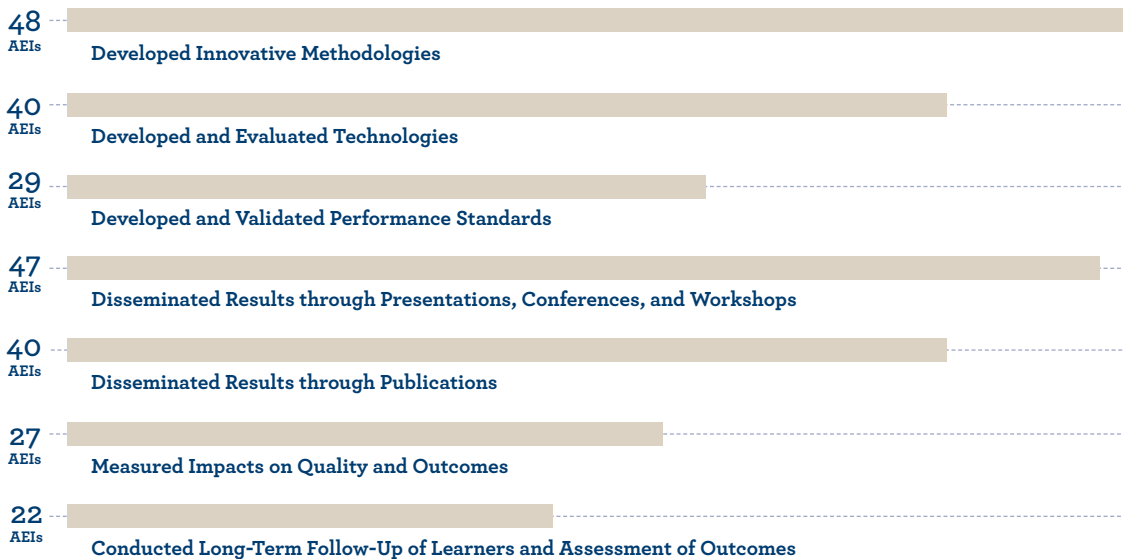 48
AEIs
Developed Innovative Methodologies
40
AEIs
Developed and Evaluated Technologies
29
AEIs
Developed and Validated Performance Standards
47
AEIs
Disseminated Results through Presentations, Conferences, and Workshops
40
AEIs
Disseminated Results through Publications
27
AEIs
Measured Impacts on Quality and Outcomes
22
AEIs
Conducted Long-Term Follow-Up of Learners and Assessment of Outcomes